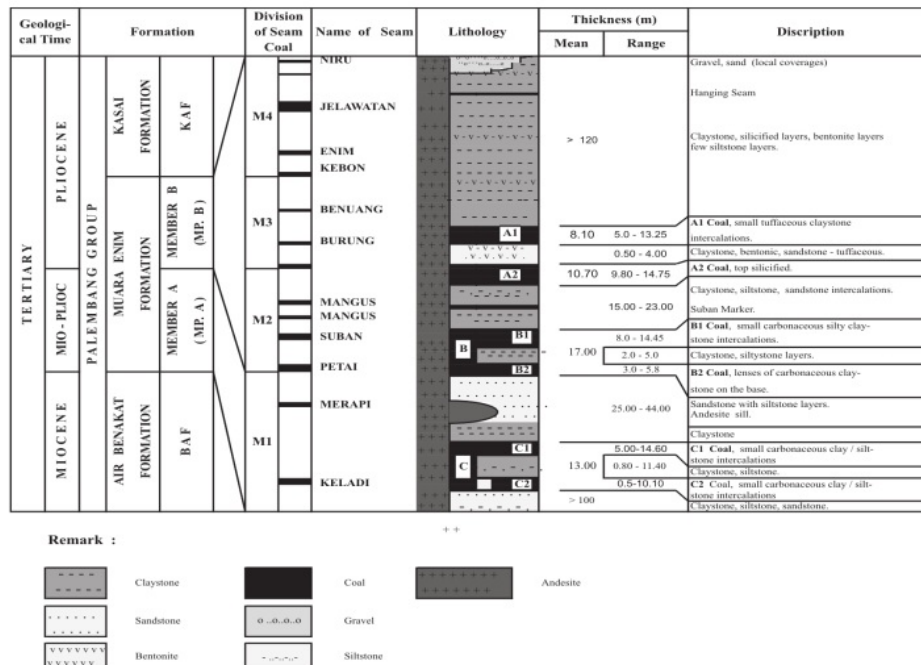 Geologi-
cal Time
Formation
Division
of Seam
Coal
Name of Seam
Lithology
Thickness (m)
Mean
Range
Discription
TERTIARY
PLIOCENE
MIO - PLIOC
MIOCENE
PALEMBANG GROUP
KASAI
FORMATION
MUARA ENIM
FORMATION
AIR BENAKAT
FORMATION
KAF
MEMBER B
(MP. B)
MEMBER A
(MP. A)
BAF
M4
M3
M2
M1
NIRU
JELAWATAN
ENIM
KEBON
BENUANG
BURUNG
MANGUS
MANGUS
SUBAN
PETAI
MERAPI
KELADI
A1
A2
B1
B
B2
C1
C
C2
> 120
8.10
5.0 - 13.25
0.50 - 4.00
10.70
9.80 - 14.75
15.00 - 23.00
8.0 - 14.45
17.00
2.0 - 5.0
3.0 - 5.8
25.00 - 44.00
5.00-14.60
13.00
0.80 - 11.40
0.5-10.10
> 100
Gravel, sand (local coverages)
Hanging Seam
Claystone, silicified layers, bentonite layers
few siltstone layers.
A1 Coal, small tuffaceous claystone
intercalations.
Claystone, bentonic, sandstone - tuffaceous.
A2 Coal, top silicified.
Claystone, siltstone, sandstone intercalations.
Suban Marker.
B1 Coal, small carbonaceous silty clay-
stone intercalations.
Claystone, siltystone layers.
B2 Coal, lenses of carbonaceous clay-
stone on the base.
Sandstone with siltstone layers.
Andesite sill.
Claystone
C1 Coal, small carbonaceous clay / silt-
stone intercalations
Claystone, siltstone.
C2 Coal, small carbonaceous clay / silt-
stone intercalations
Claystone, siltstone, sandstone.
++
Remark :
Claystone
Coal
Andesite
Sandstone
Gravel
Bentonite
Siltstone